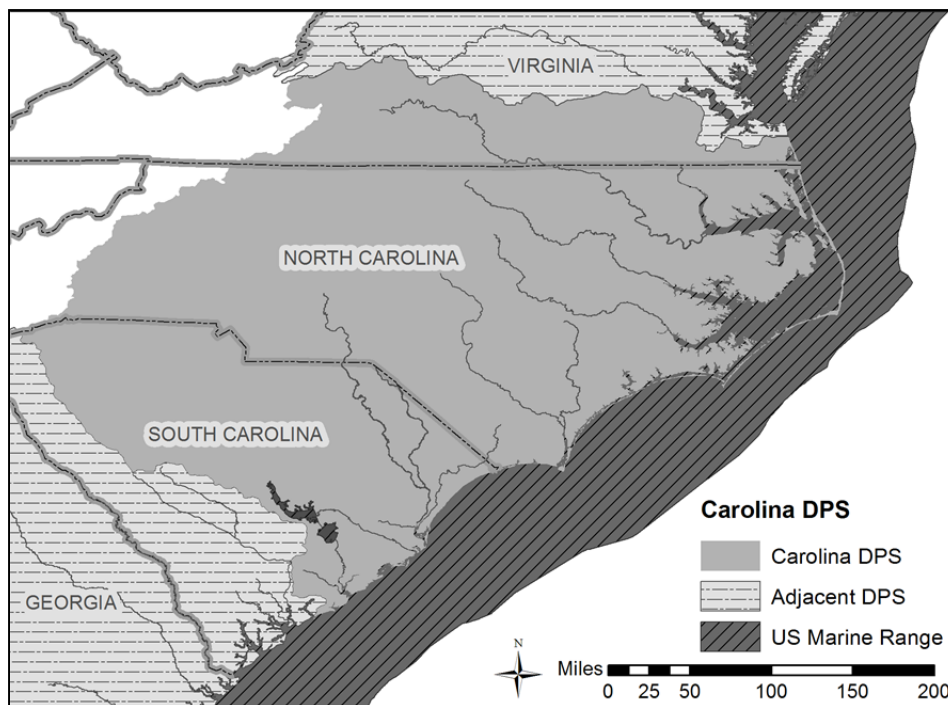 VIRGINIA
NORTH CAROLINA
SOUTH CAROLINA
GEORGIA
Carolina DPS
Carolina DPS
Adjacent DPS
US Marine Range
N
Miles
0 25 50 100 150 200